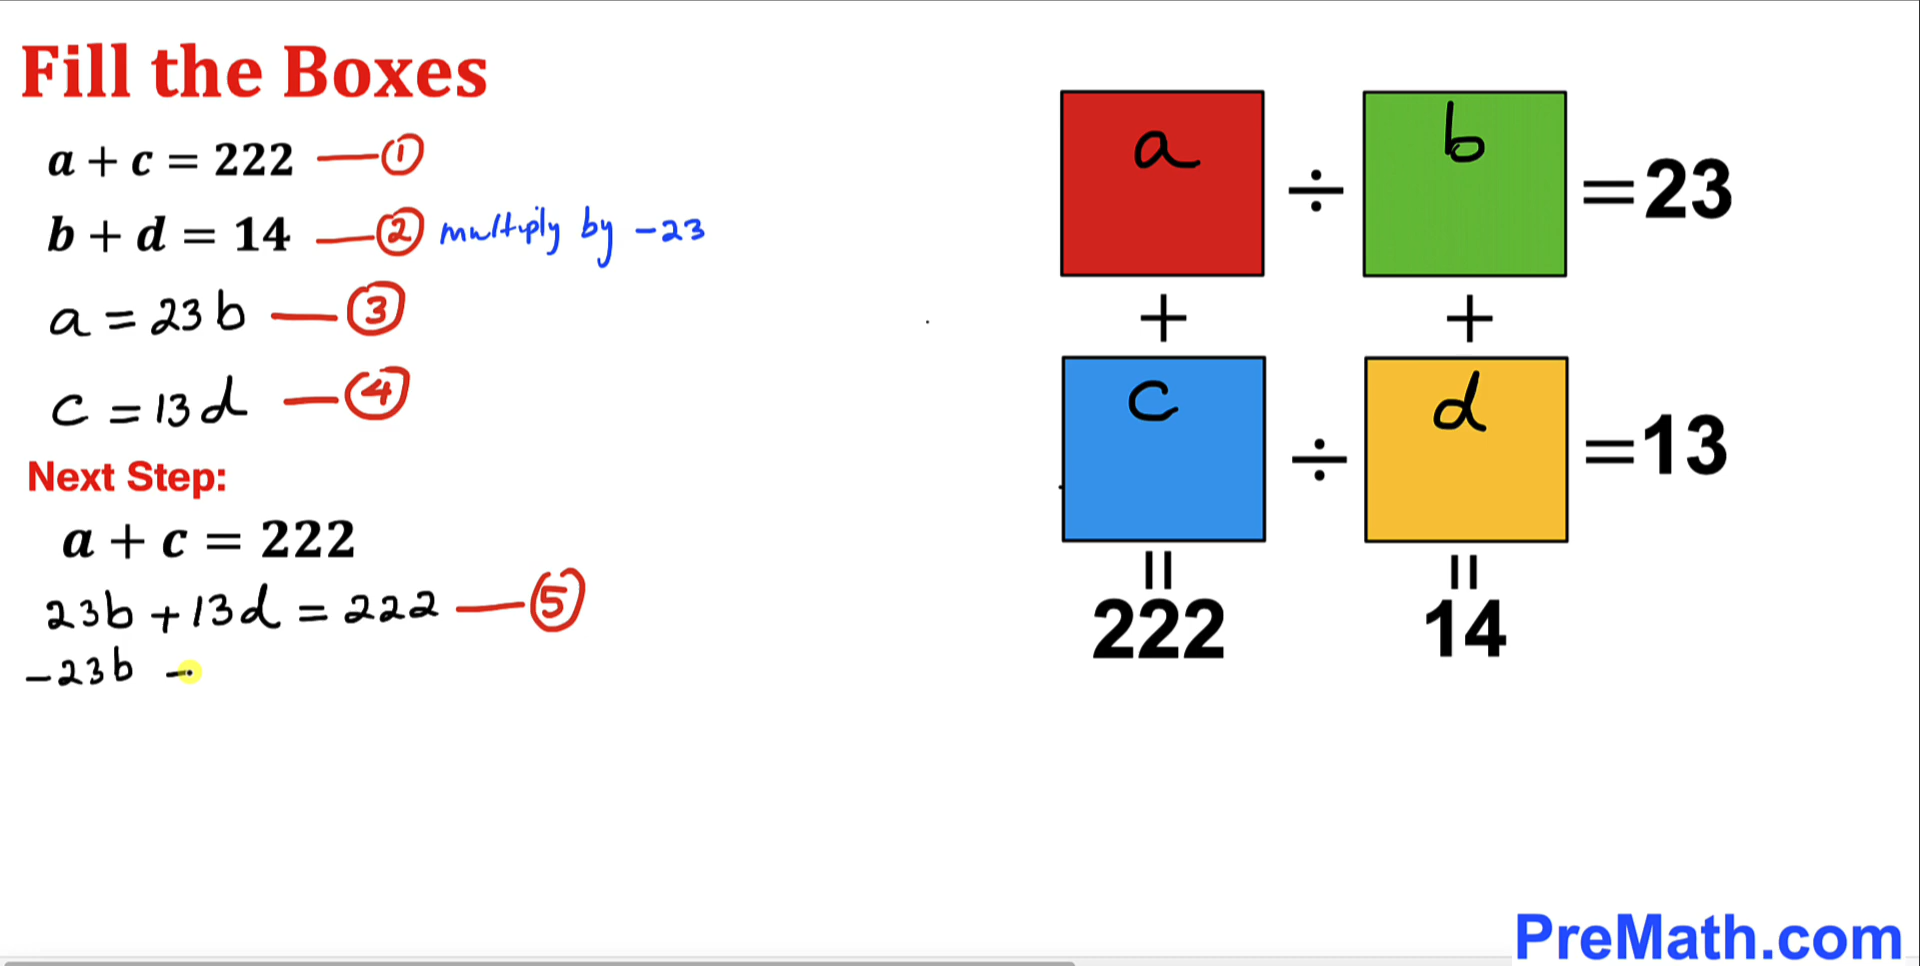 Fill the Boxes
a + c = 222 — ①
b + d = 14 — ② multiply by -23
a = 23b — ③
c = 13d — ④
Next Step:
a + c = 222
23b + 13d = 222 — ⑤
-23b -
a ÷ b = 23
+ +
c ÷ d = 13
= =
222 14
PreMath.com